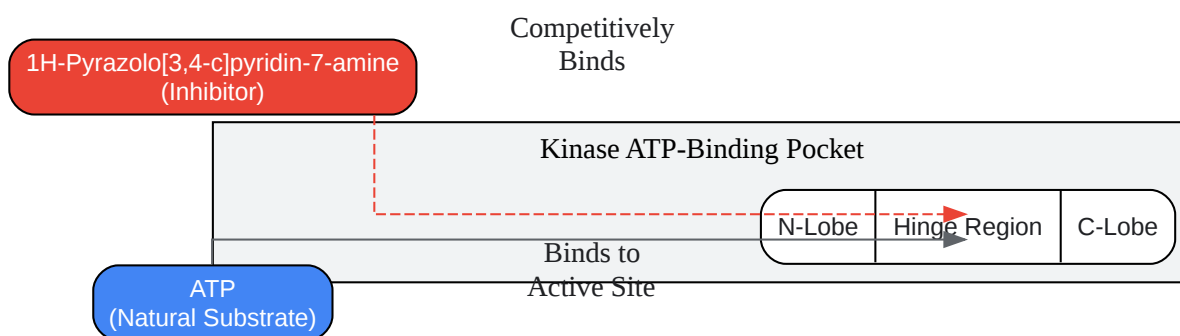 Competitively
Binds
1H-Pyrazolo[3,4-c]pyridin-7-amine
(Inhibitor)
Kinase ATP-Binding Pocket
N-Lobe
Hinge Region
C-Lobe
Binds to
Active Site
ATP
(Natural Substrate)